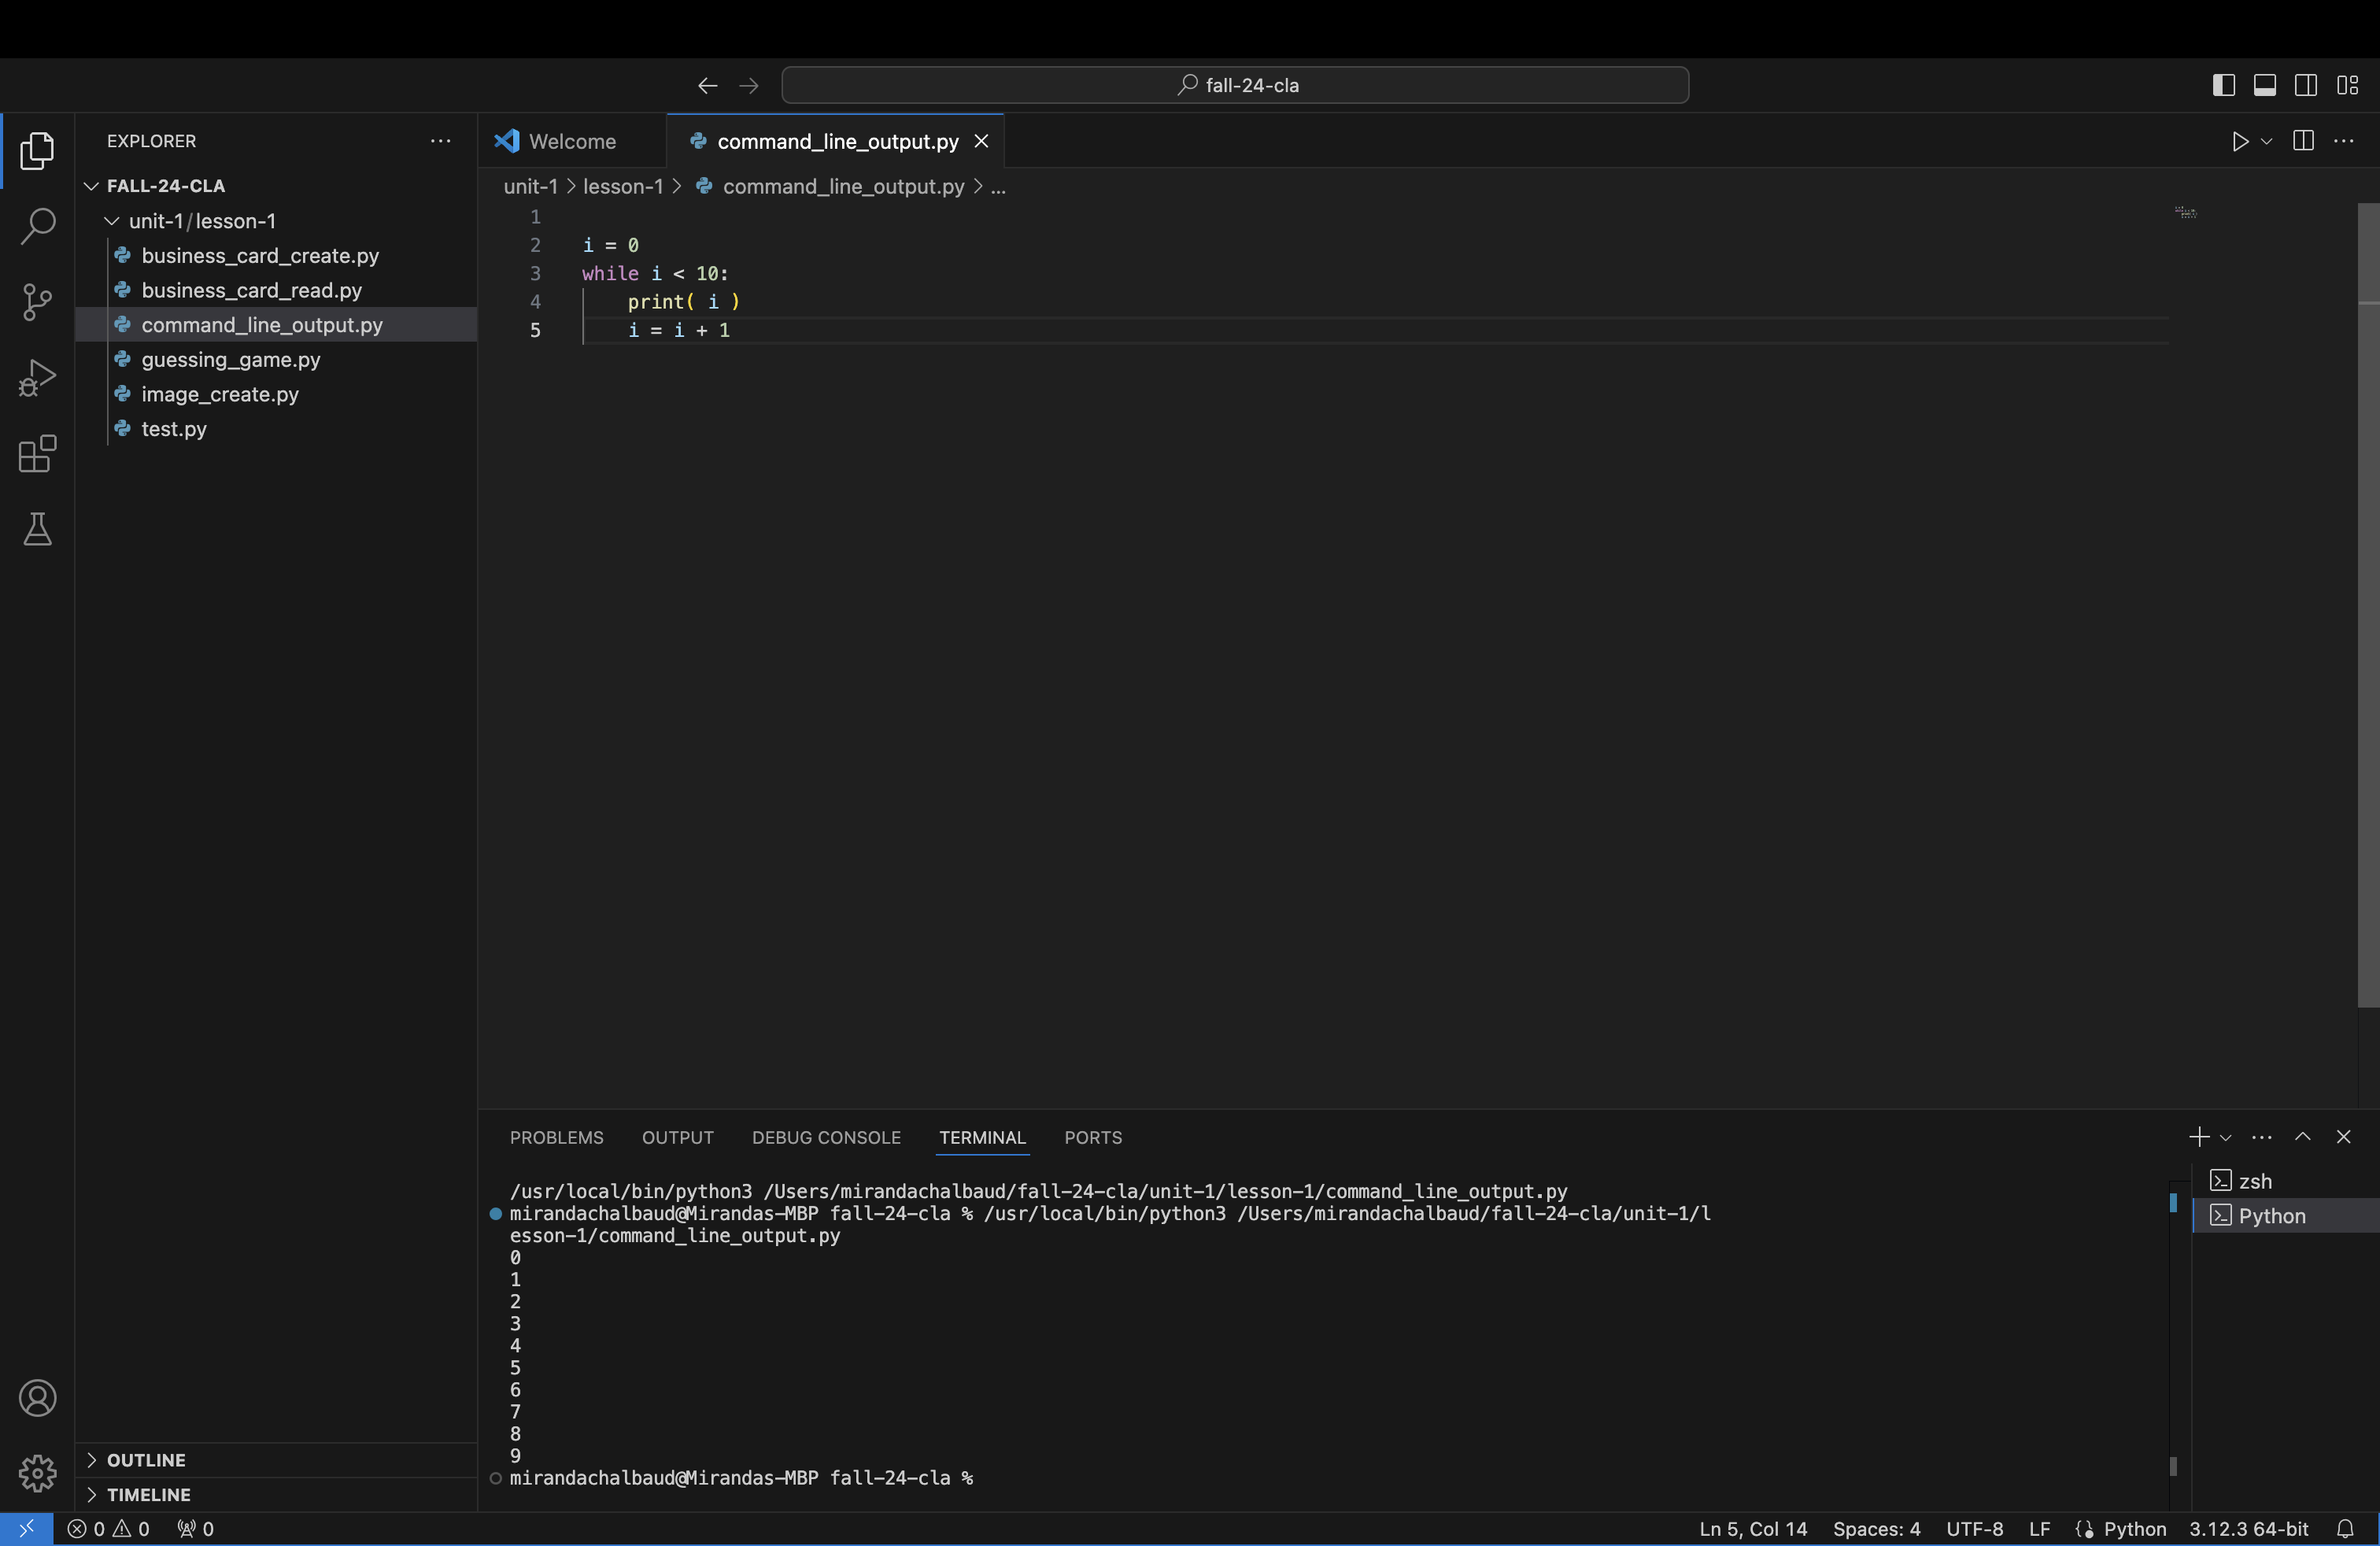 fall-24-cla
EXPLORER
Welcome
command_line_output.py
FALL-24-CLA
unit-1/lesson-1
business_card_create.py
business_card_read.py
command_line_output.py
guessing_game.py
image_create.py
test.py
OUTLINE
TIMELINE
unit-1 > lesson-1 > command_line_output.py > ...
1
2 i = 0
3 while i < 10:
4 print( i )
5 i = i + 1
PROBLEMS OUTPUT DEBUG CONSOLE TERMINAL PORTS
/usr/local/bin/python3 /Users/mirandachalbaud/fall-24-cla/unit-1/lesson-1/command_line_output.py
mirandachalbaud@Mirandas-MBP fall-24-cla % /usr/local/bin/python3 /Users/mirandachalbaud/fall-24-cla/unit-1/l
esson-1/command_line_output.py
0
1
2
3
4
5
6
7
8
9
mirandachalbaud@Mirandas-MBP fall-24-cla %
zsh
Python
0 0 0
Ln 5, Col 14 Spaces: 4 UTF-8 LF Python 3.12.3 64-bit